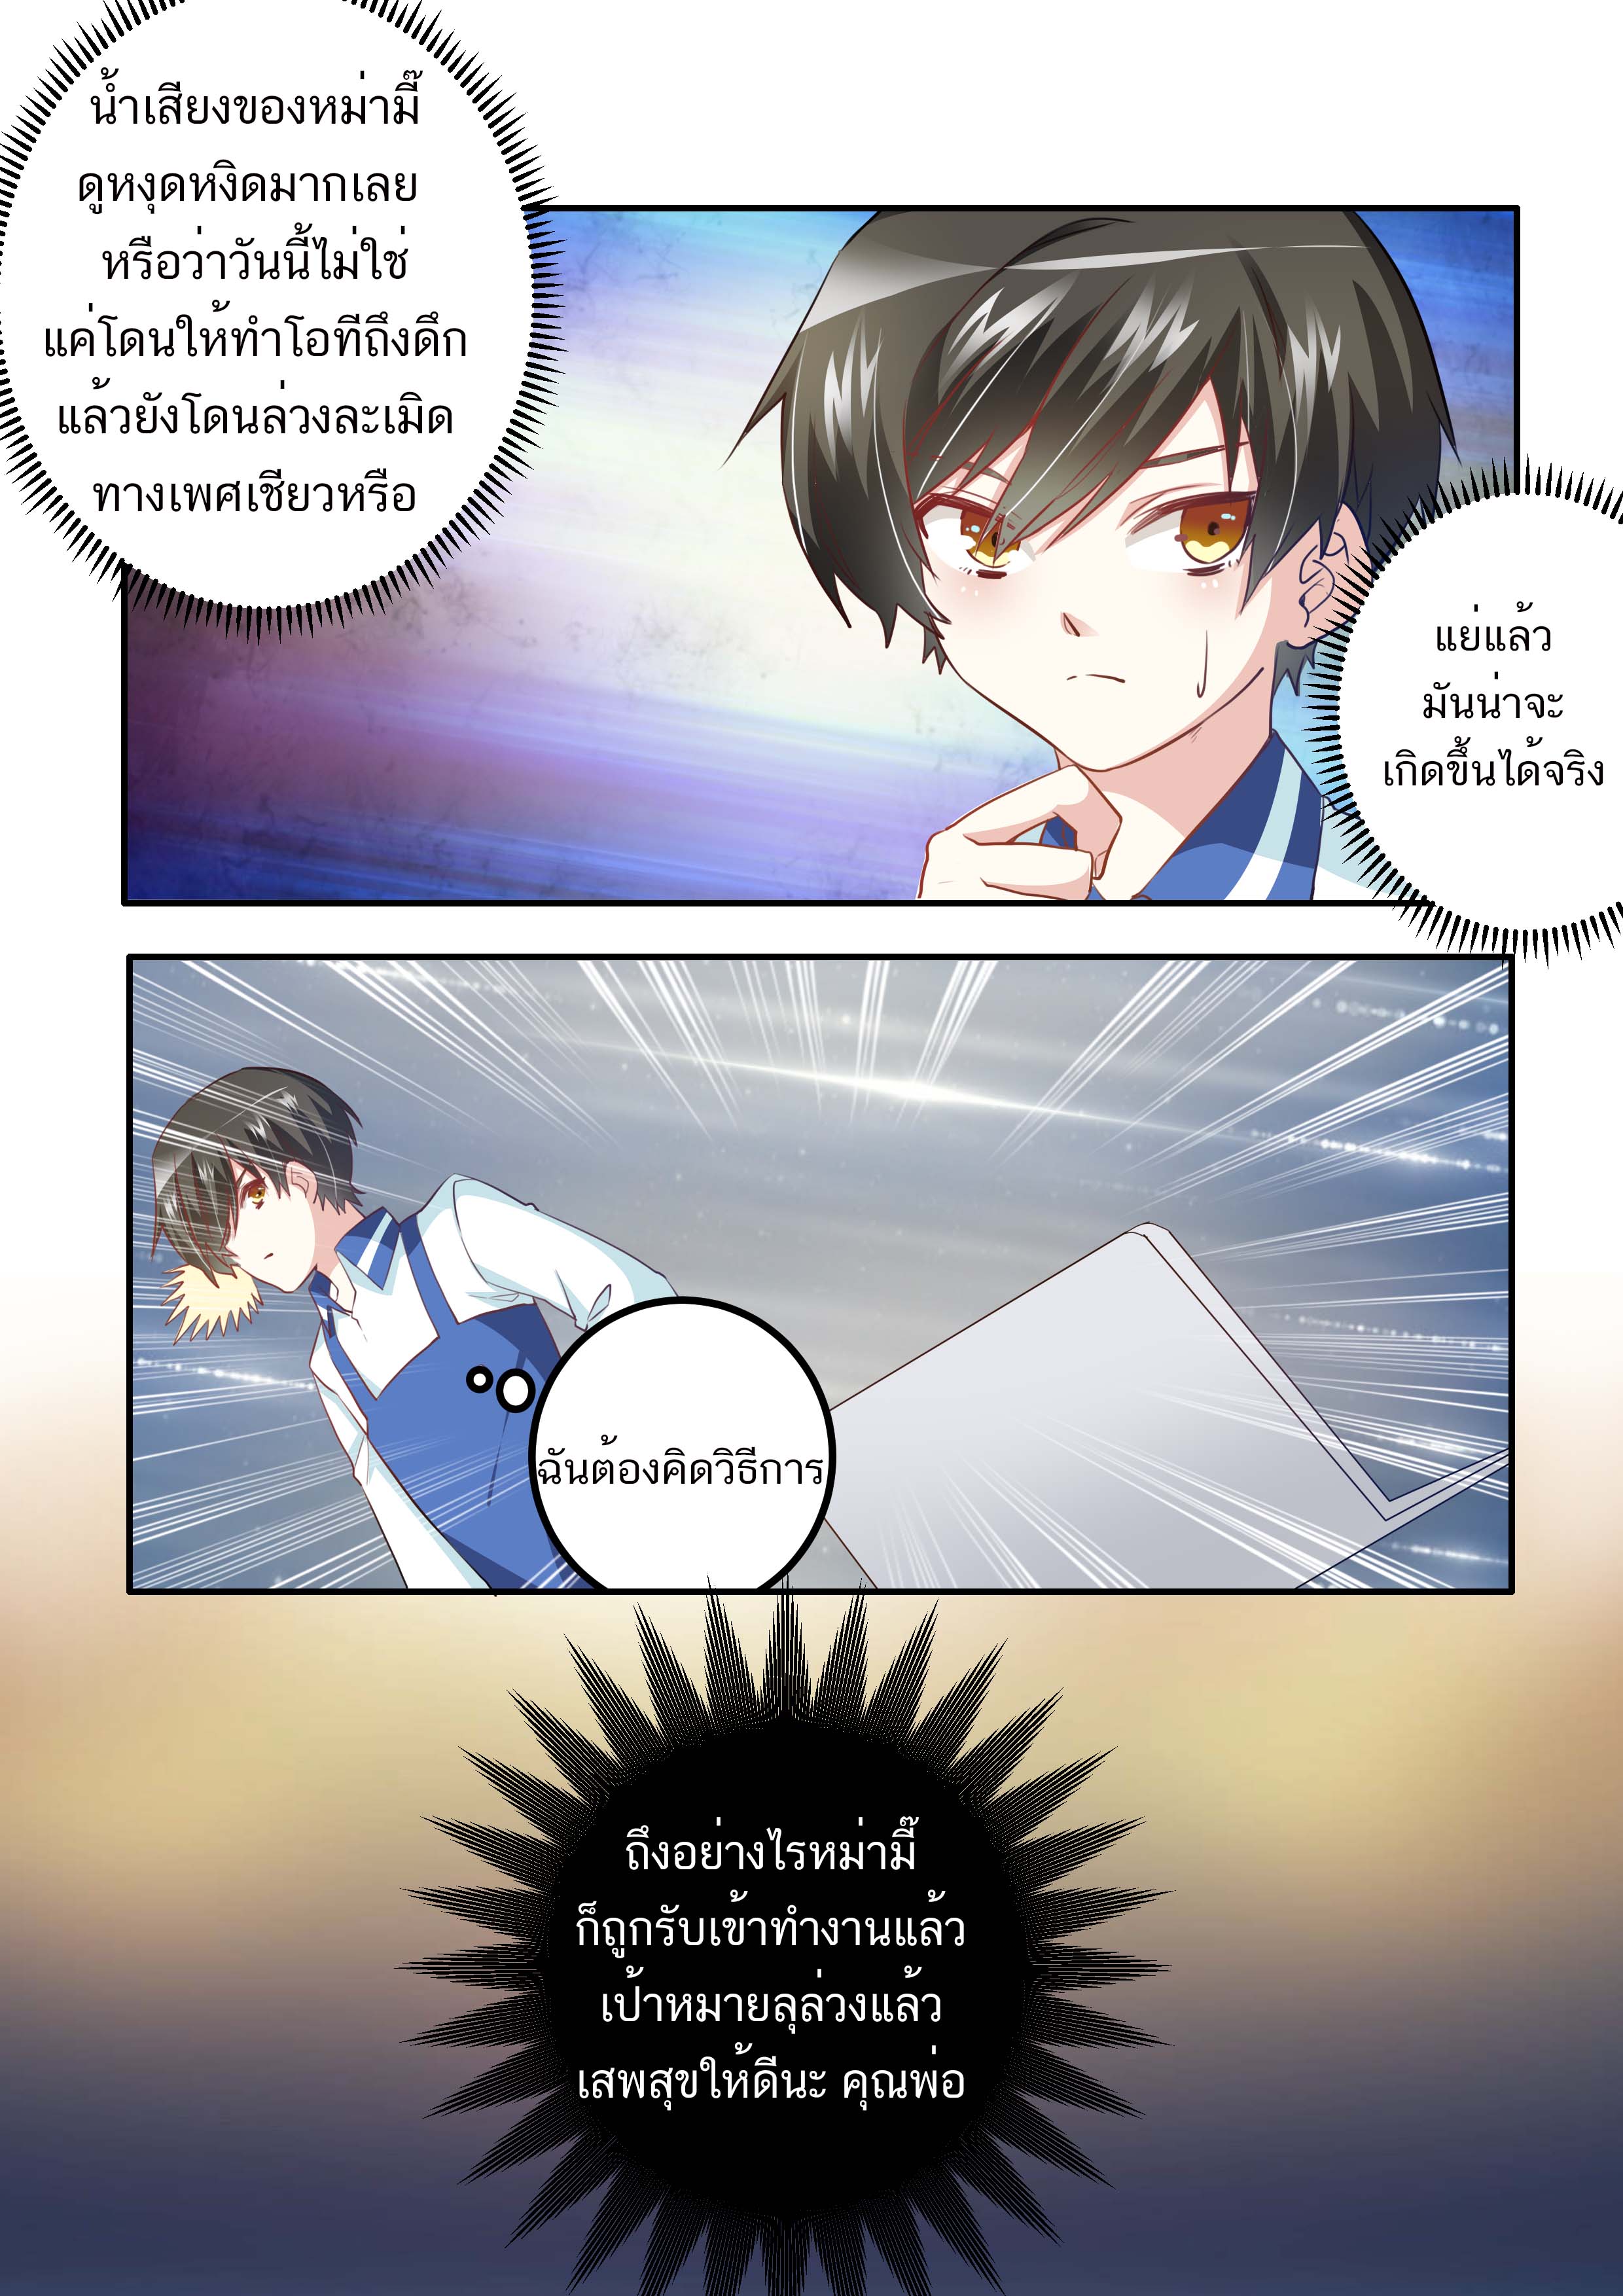 น้ำเสียงของหม่ามี๊
ดูหงุดหงิดมากเลย
หรือว่าวันนี้ไม่ใช่
แค่โดนให้ทำโอทีถึงดึก
แล้วยังโดนล่วงละเมิด
ทางเพศเชียวหรือ
แย่แล้ว
มันน่าจะ
เกิดขึ้นได้จริง
ฉันต้องคิดวิธีการ
ถึงอย่างไรหม่ามี๊
ก็ถูกรับเข้าทำงานแล้ว
เป้าหมายลุล่วงแล้ว
เสพสุขให้ดีนะ คุณพ่อ